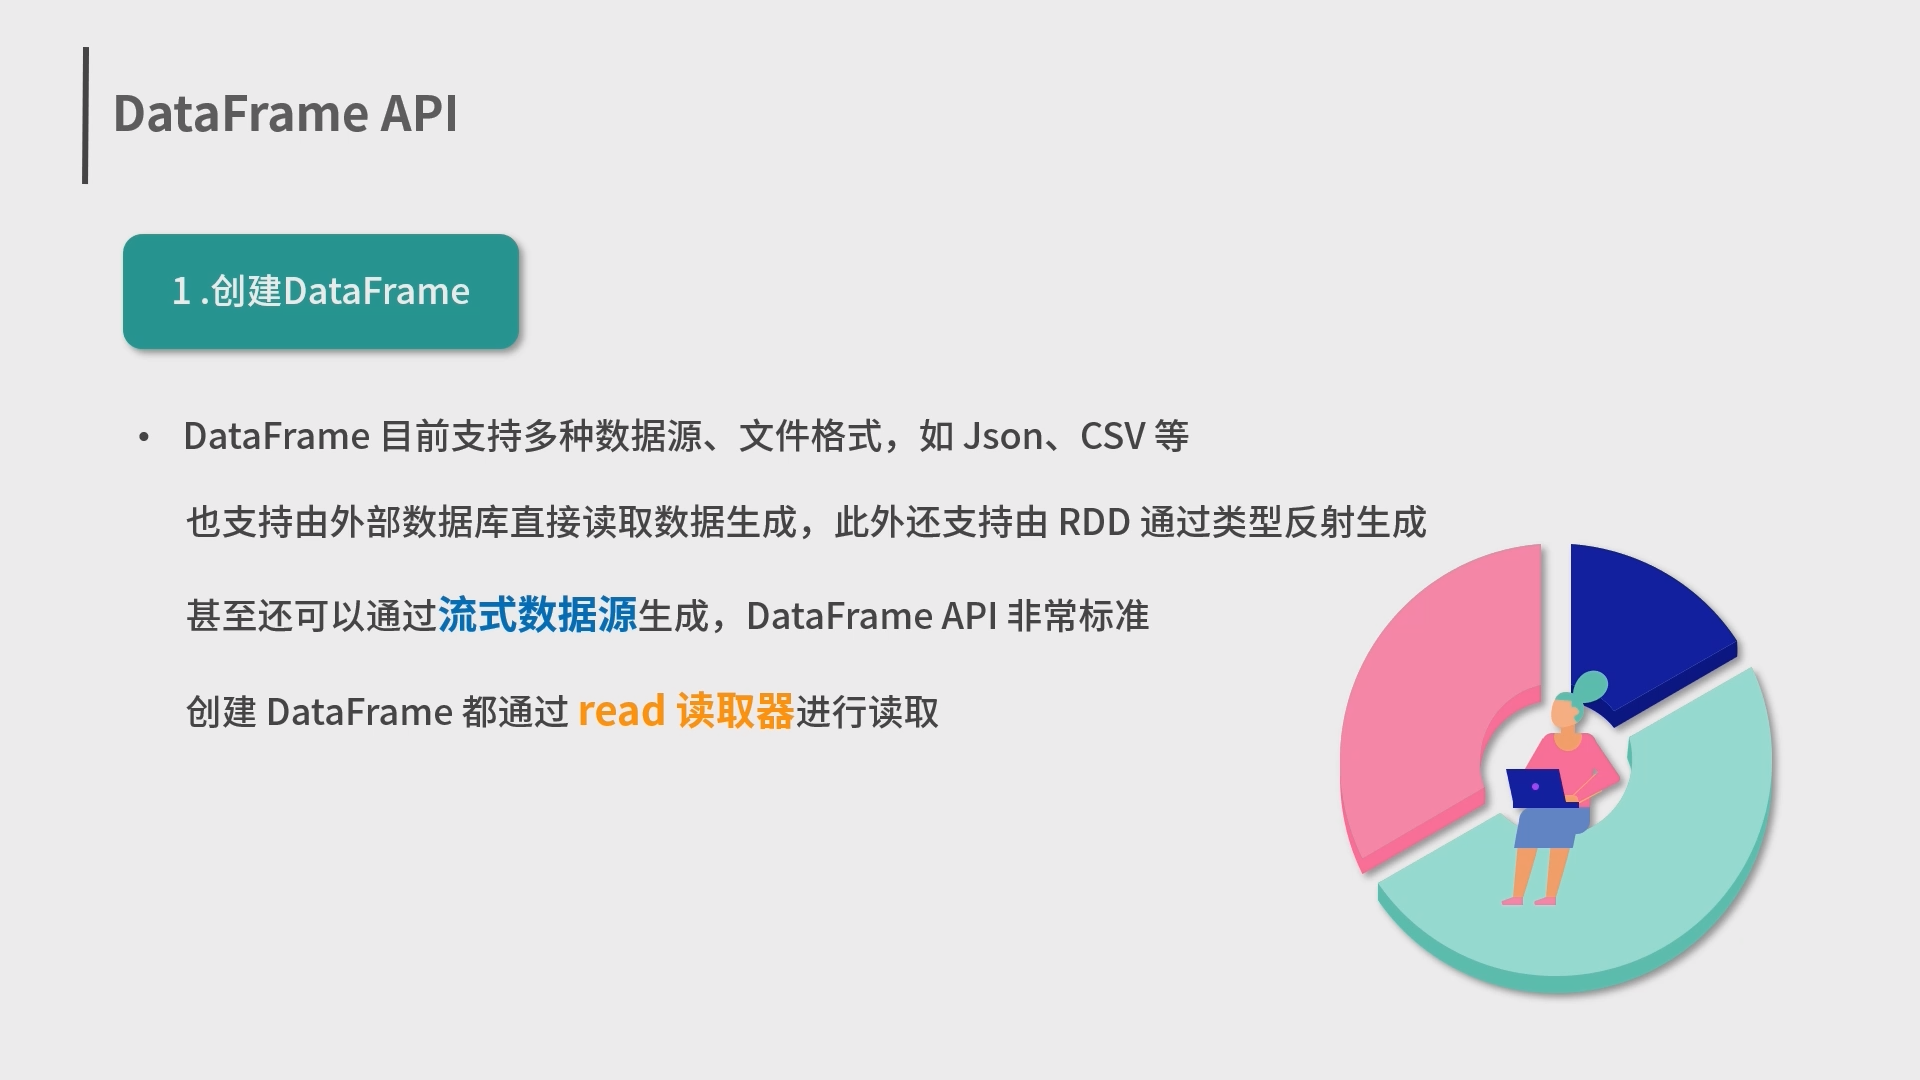 DataFrame API
1 .创建DataFrame
• DataFrame 目前支持多种数据源、文件格式，如 Json、CSV 等
也支持由外部数据库直接读取数据生成，此外还支持由 RDD 通过类型反射生成
甚至还可以通过流式数据源生成，DataFrame API 非常标准
创建 DataFrame 都通过 read 读取器进行读取